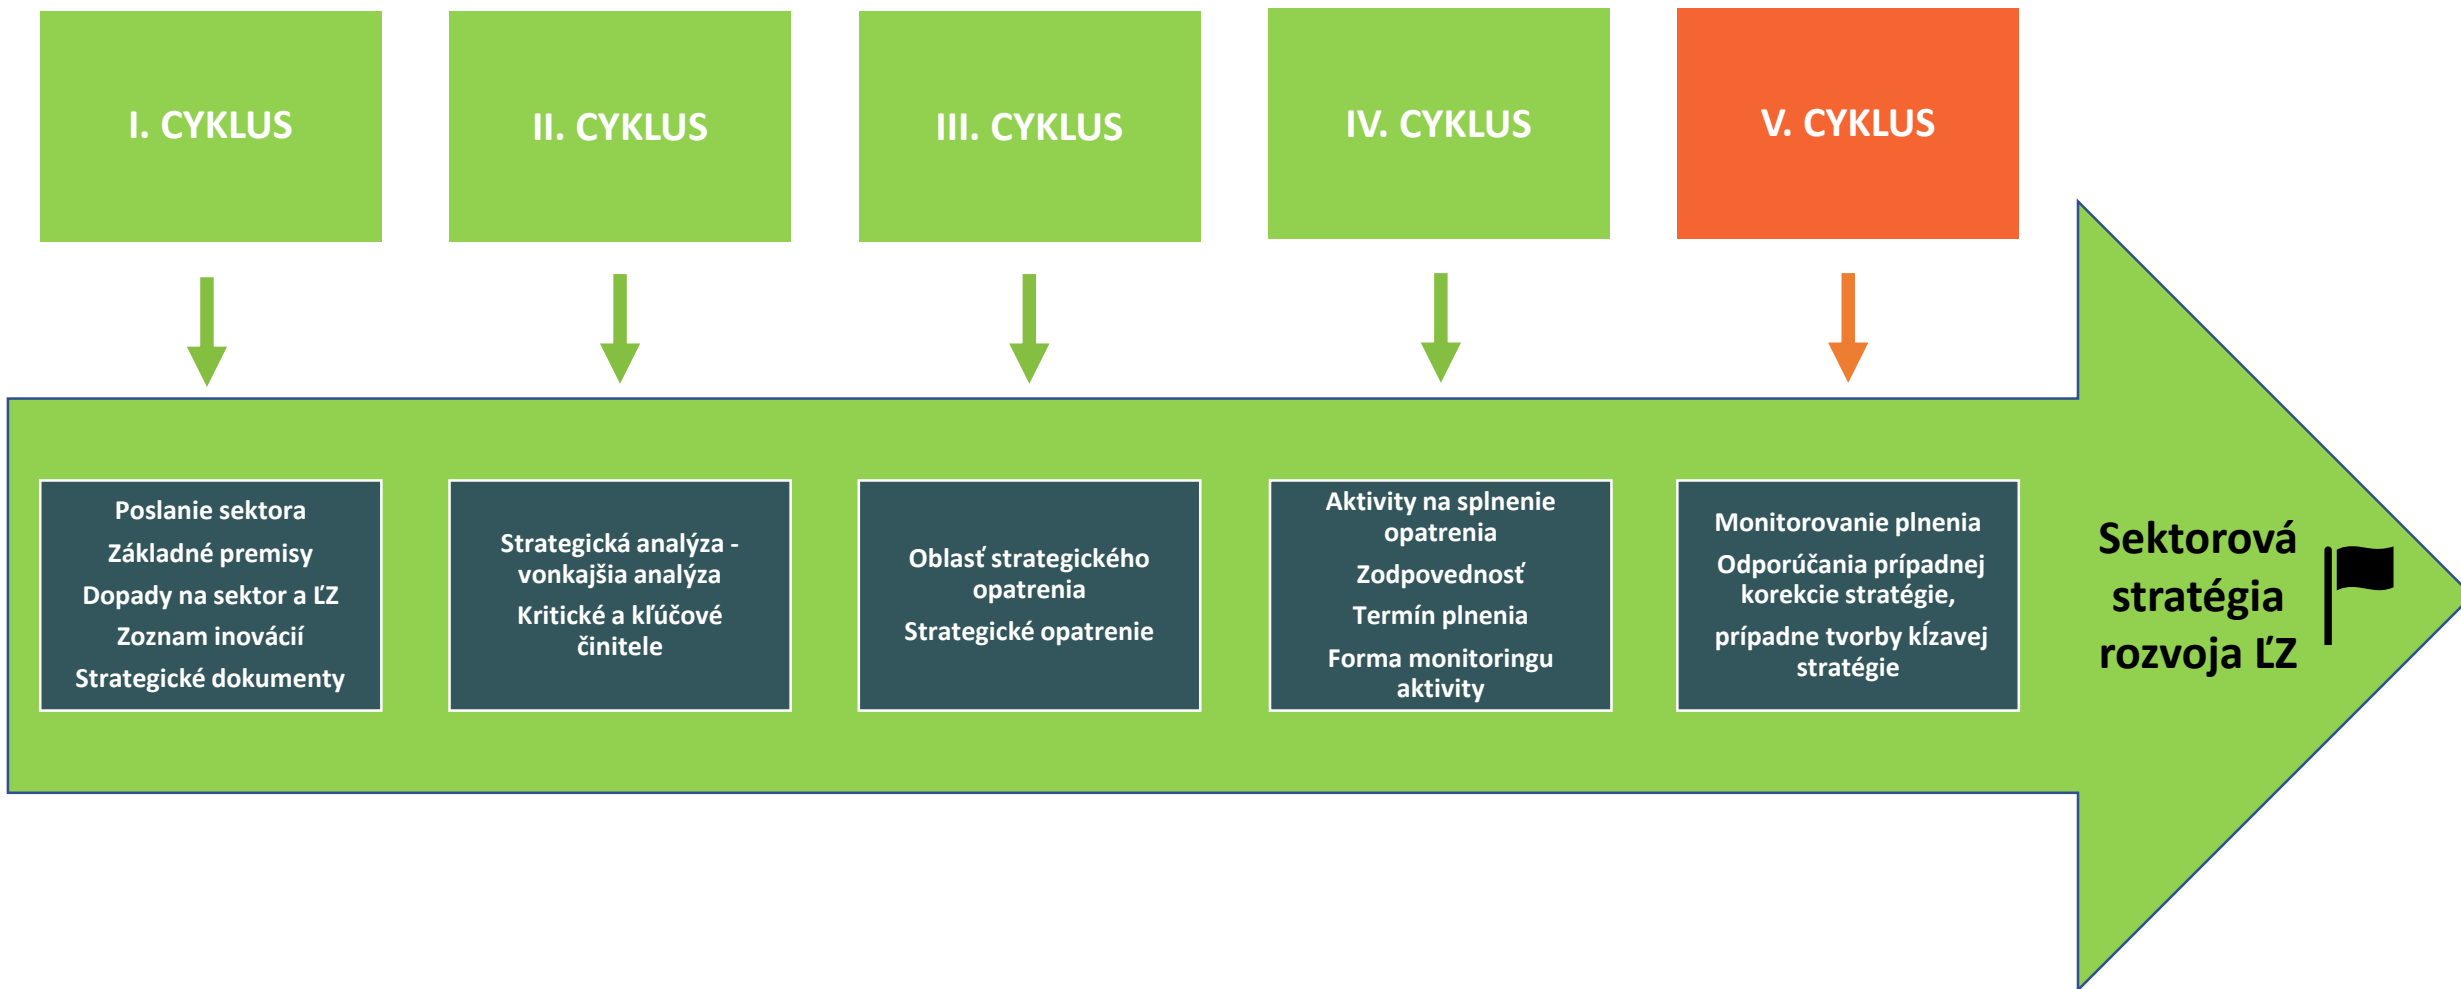 I. CYKLUS
II. CYKLUS
III. CYKLUS
IV. CYKLUS
V. CYKLUS
Poslanie sektora
Základné premisy
Dopady na sektor a ĽZ
Zoznam inovácií
Strategické dokumenty
Strategická analýza -
vonkajšia analýza
Kritické a kľúčové
činitele
Oblasť strategického
opatrenia
Strategické opatrenie
Aktivity na splnenie
opatrenia
Zodpovednosť
Termín plnenia
Forma monitoringu
aktivity
Monitorovanie plnenia
Odporúčania prípadnej
korekcie stratégie,
prípadne tvorby kĺzavej
stratégie
Sektorová
stratégia
rozvoja ĽZ